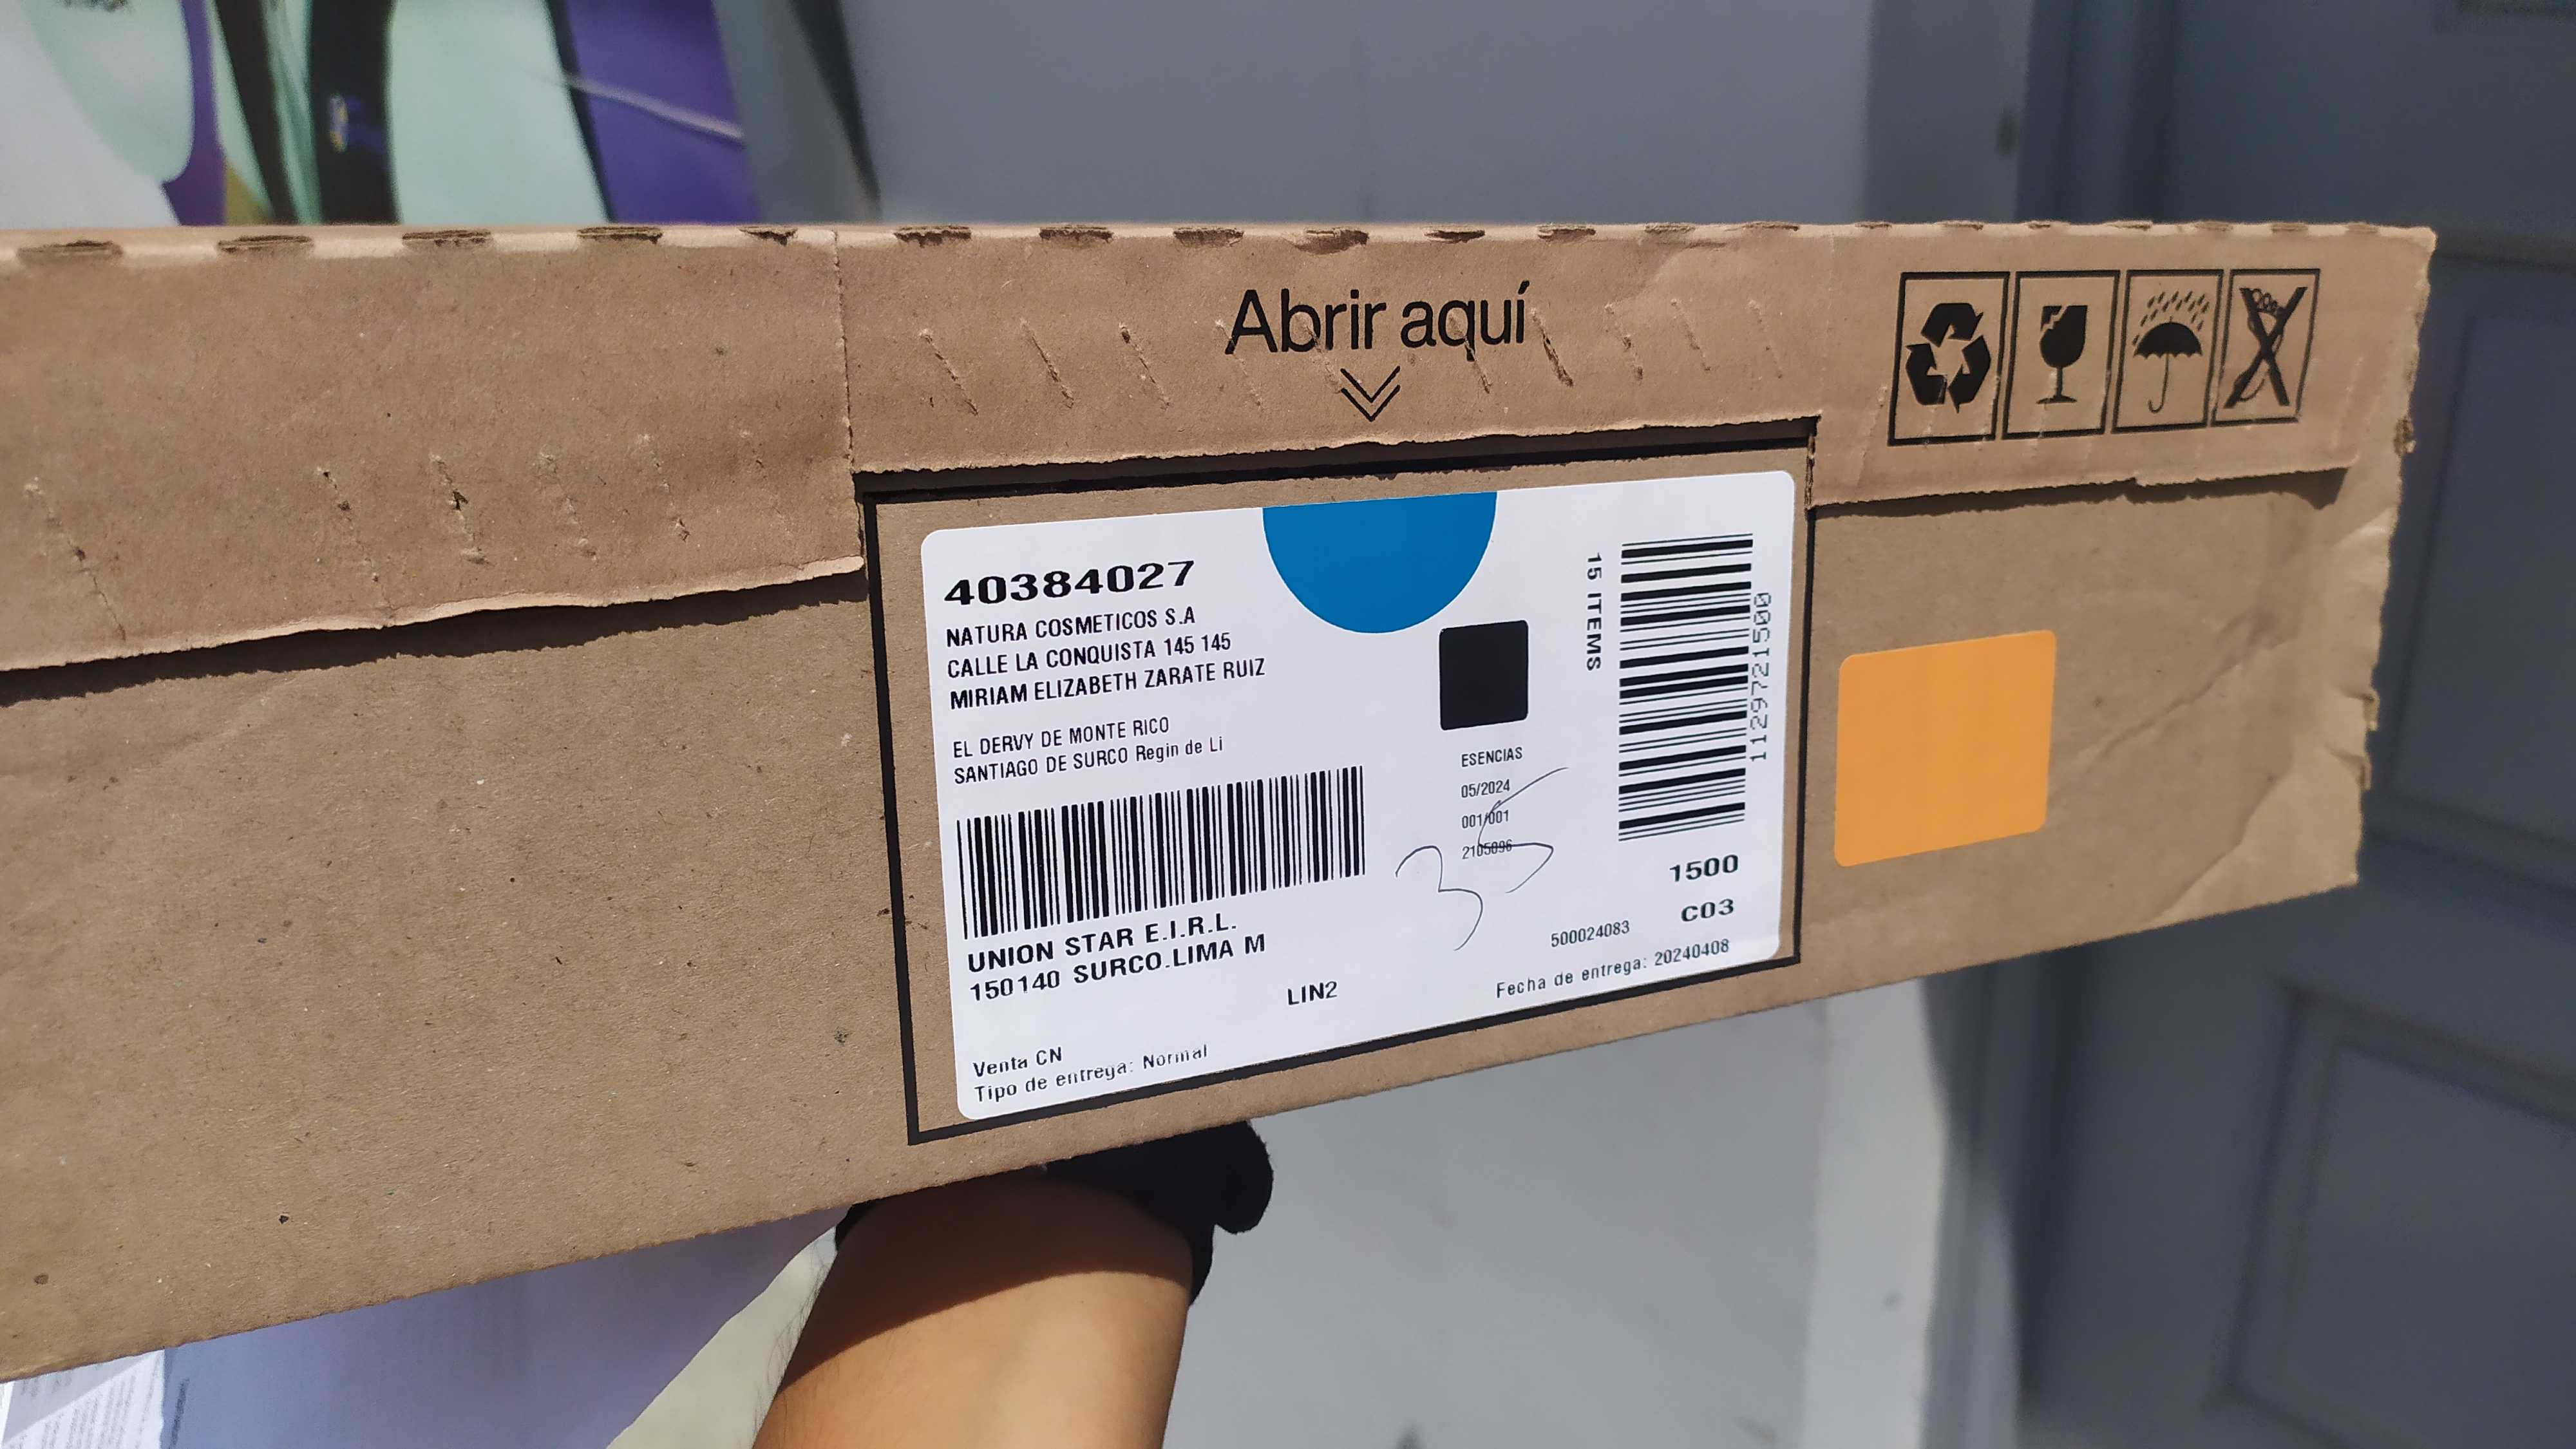 Abrir aquí
40384027
NATURA COSMETICOS S.A
CALLE LA CONQUISTA 145 145
MIRIAM ELIZABETH ZARATE RUIZ
EL DERVY DE MONTE RICO
SANTIAGO DE SURCO Regin de Li
UNION STAR E.I.R.L.
150140 SURCO.LIMA M
LIN2
Venta CN
Tipo de entrega: Normal
ESENCIAS
05/2024
001/001
2105096
35
15 ITEMS
112972721500
1500
C03
500024083
Fecha de entrega: 20240408